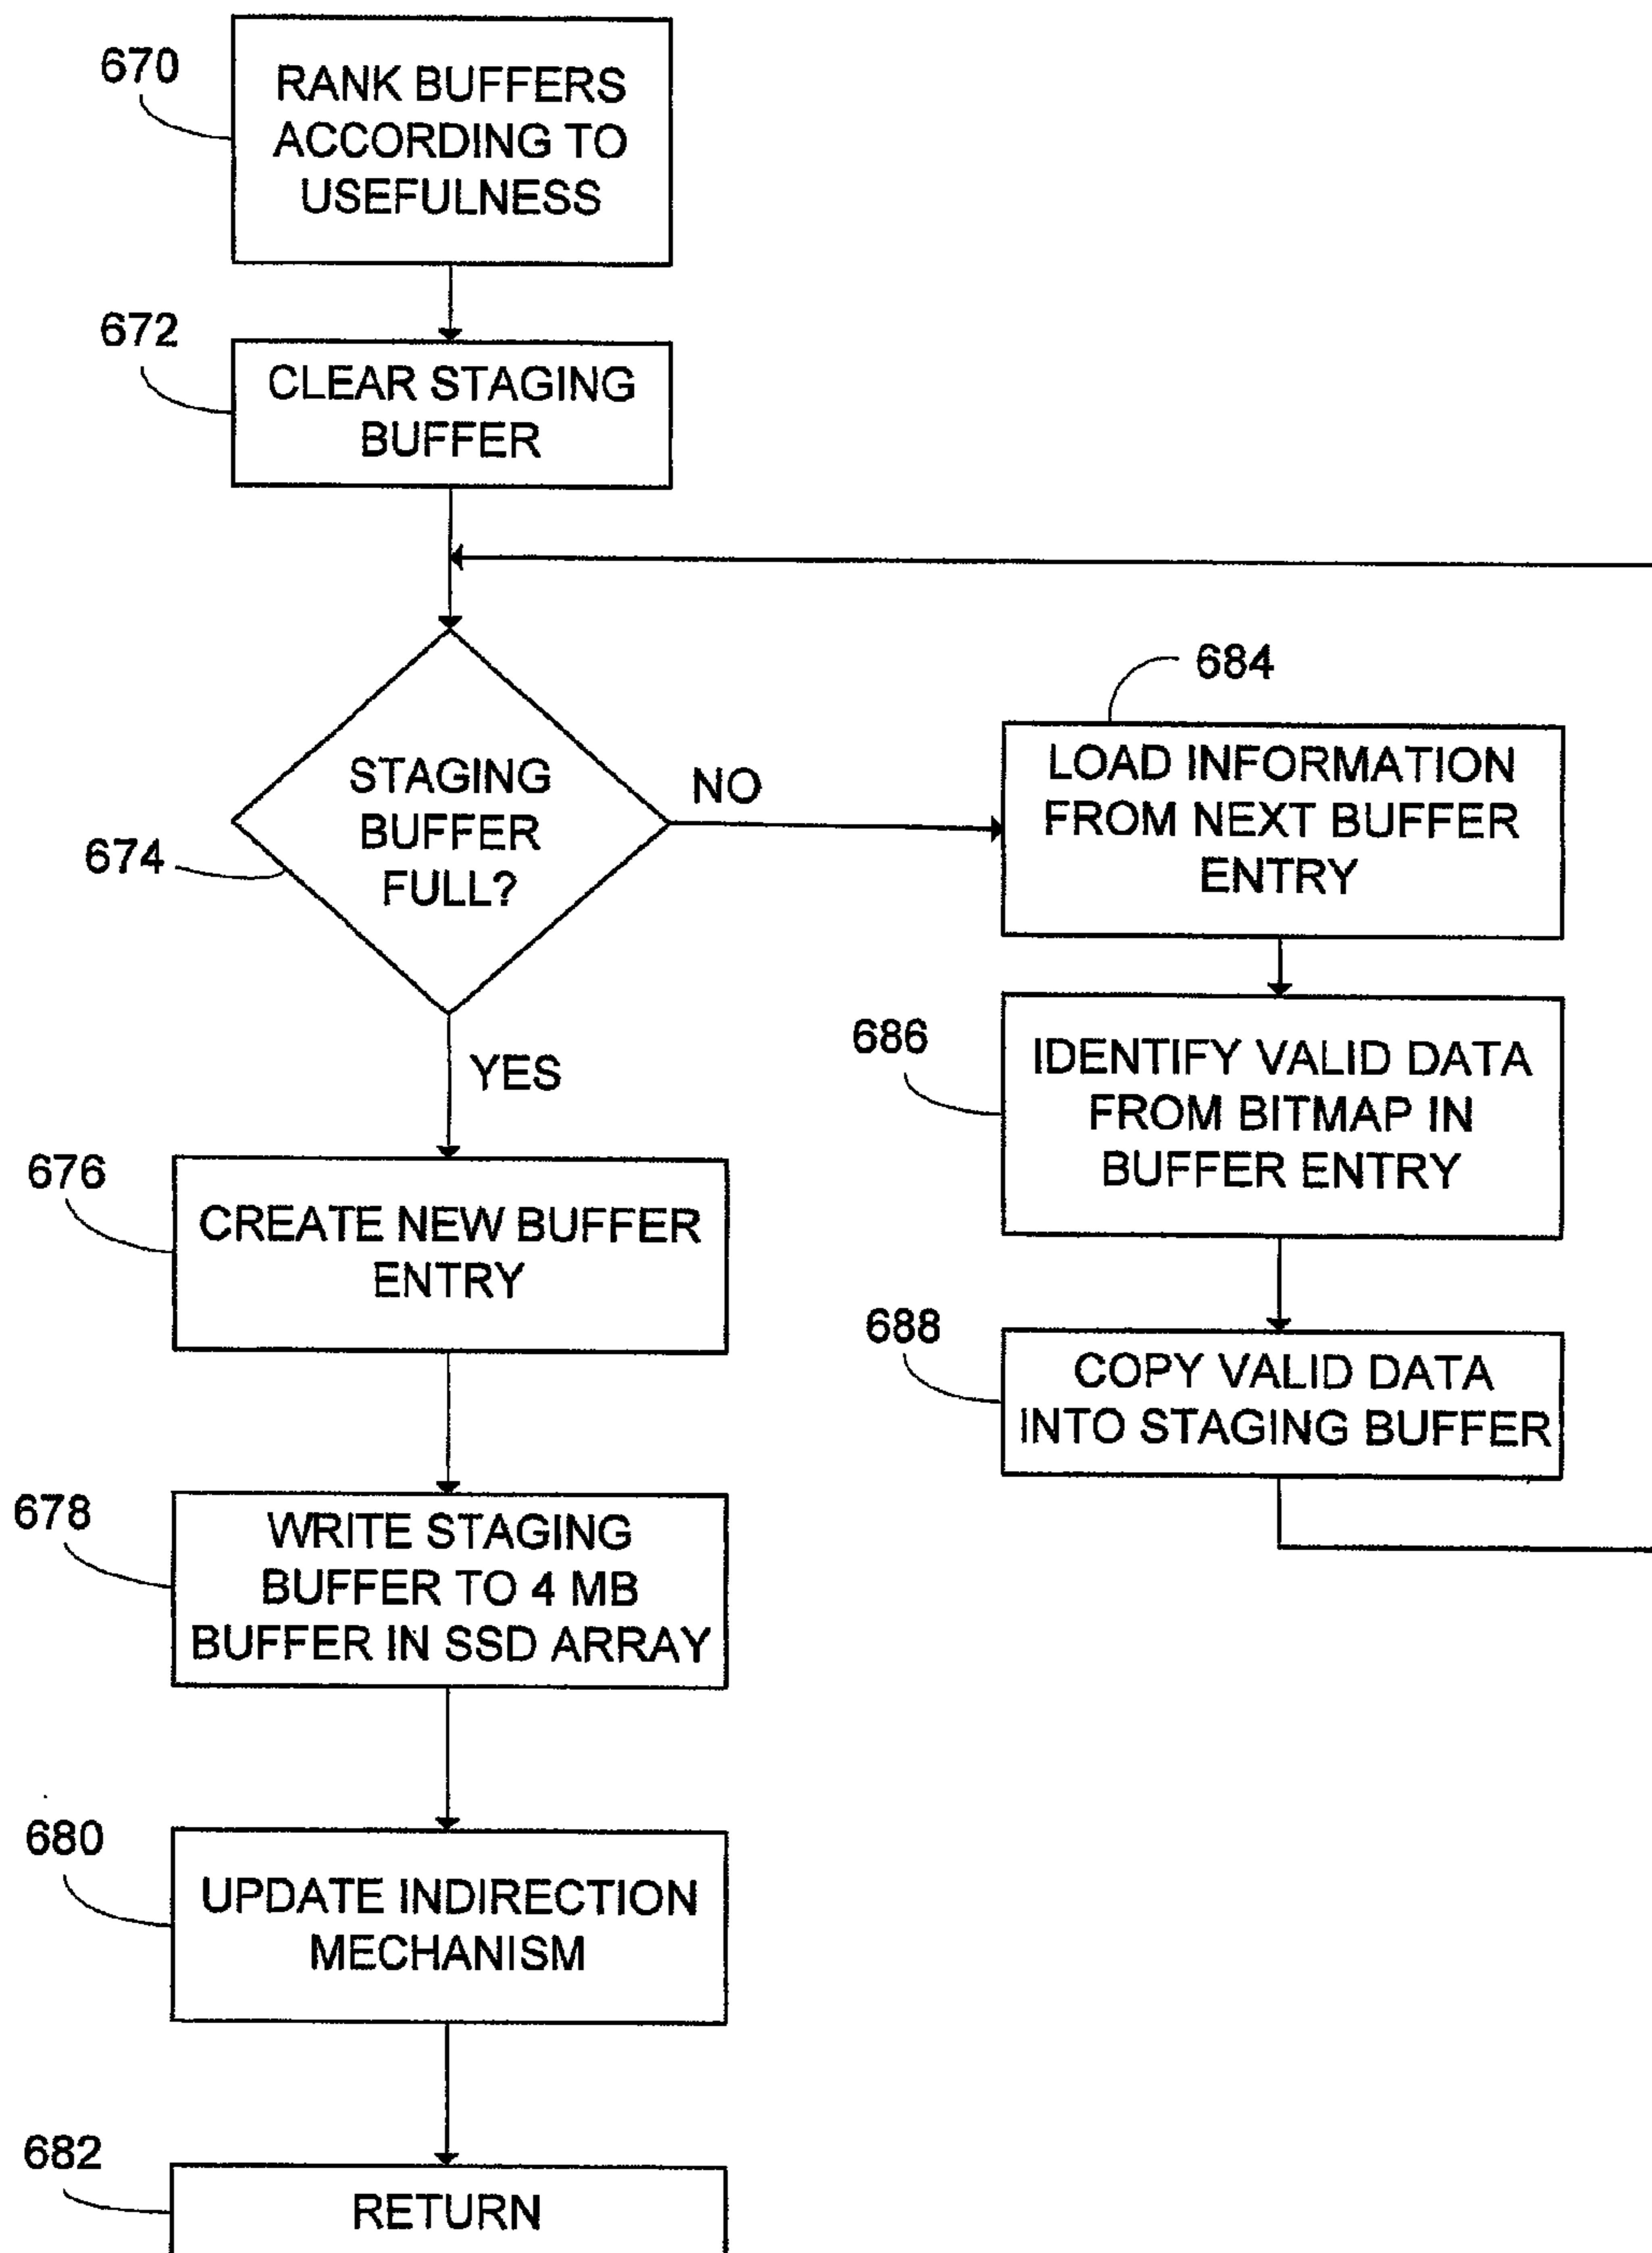 670
RANK BUFFERS
ACCORDING TO
USEFULNESS
672
CLEAR STAGING
BUFFER
674
STAGING
BUFFER
FULL?
NO
YES
684
LOAD INFORMATION
FROM NEXT BUFFER
ENTRY
686
IDENTIFY VALID DATA
FROM BITMAP IN
BUFFER ENTRY
688
COPY VALID DATA
INTO STAGING BUFFER
676
CREATE NEW BUFFER
ENTRY
678
WRITE STAGING
BUFFER TO 4 MB
BUFFER IN SSD ARRAY
680
UPDATE INDIRECTION
MECHANISM
682
RETURN